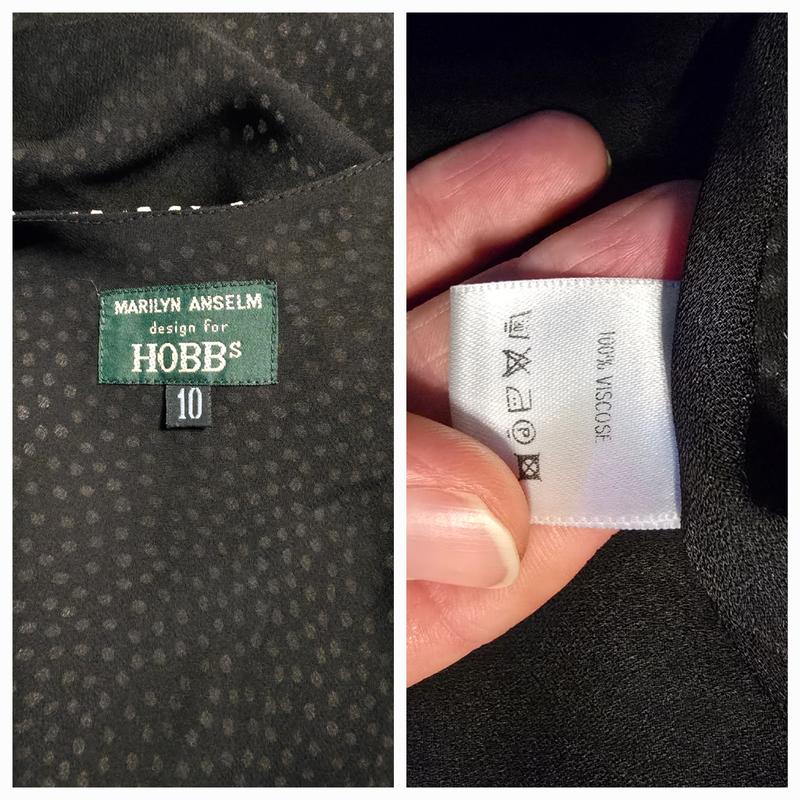 MARILYN ANSELM
design for
HOBBS
10
100% VISCOSE
P